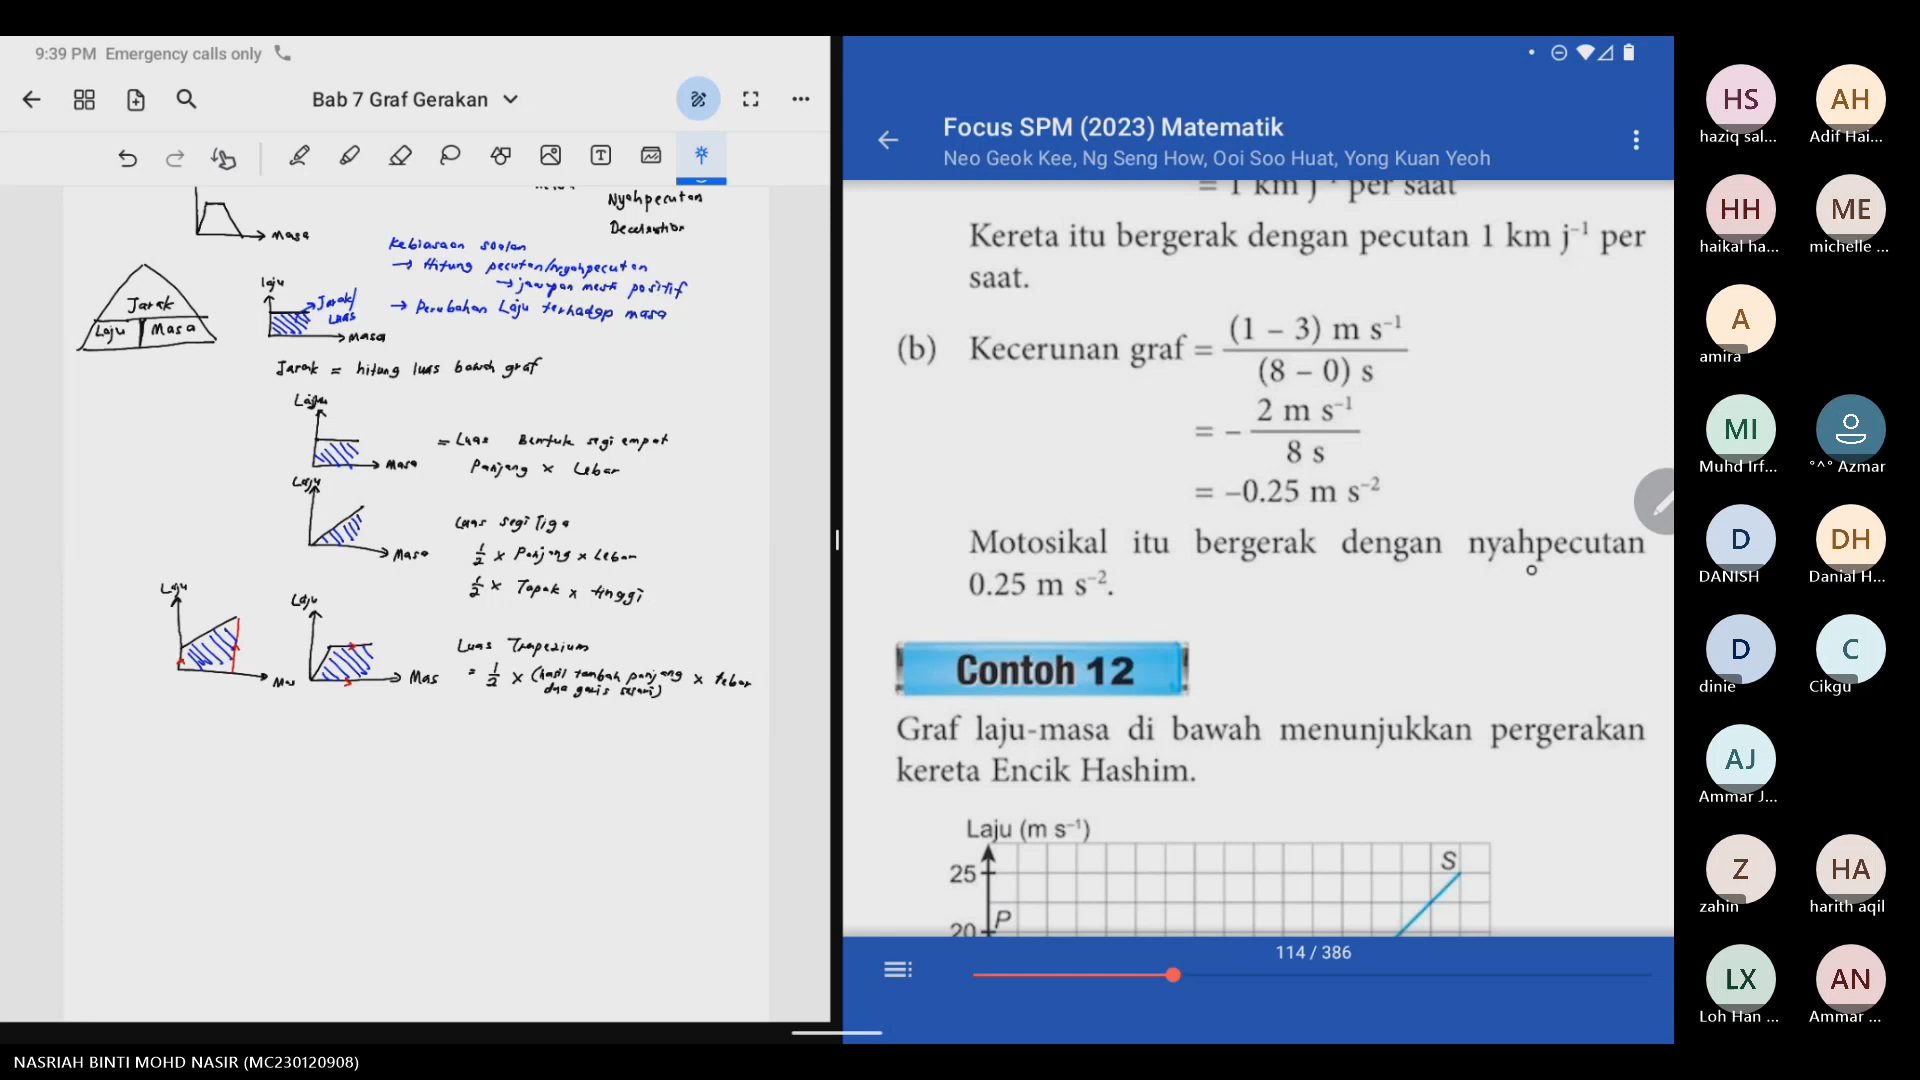 9:39 PM Emergency calls only
Bab 7 Graf Gerakan
Masa
Nyahpecutan
Kebiasaan soalan
→ Hitung pecutan/nyahpecutan
→ jawapan mesti positif
→ Perubahan Laju terhadap masa
Jarak
Laju Masa
laju
Jarak/
Luas
Masa
Jarak = hitung luas bawah graf
Masa
= Luas Bentuk segi empat
Panjang × Lebar
Laju
Masa
Luas segi Tiga
1/2 × Panjang × Lebar
1/2 × Tapak × tinggi
Laju
Mas
Laju
Mas
Luas Trapezium
= 1/2 × (hasil tambah panjang dua garis selari) × lebar
Focus SPM (2023) Matematik
Neo Geok Kee, Ng Seng How, Ooi Soo Huat, Yong Kuan Yeoh
= 1 km j⁻¹ per saat
Kereta itu bergerak dengan pecutan 1 km j⁻¹ per
saat.
(b) Kecerunan graf = (1 – 3) m s⁻¹ / (8 – 0) s
= – 2 m s⁻¹ / 8 s
= –0.25 m s⁻²
Motosikal itu bergerak dengan nyahpecutan
0.25 m s⁻².
Contoh 12
Graf laju-masa di bawah menunjukkan pergerakan
kereta Encik Hashim.
Laju (m s⁻¹)
25
S
20
P
114 / 386
HS
haziq sal...
AH
Adif Hai...
HH
haikal ha...
ME
michelle ...
A
amira
MI
Muhd Irf...
°^° Azmar
D
DANISH
DH
Danial H...
D
dinie
C
Cikgu
AJ
Ammar J...
Z
zahin
HA
harith aqil
LX
Loh Han ...
AN
Ammar ...
NASRIAH BINTI MOHD NASIR (MC230120908)